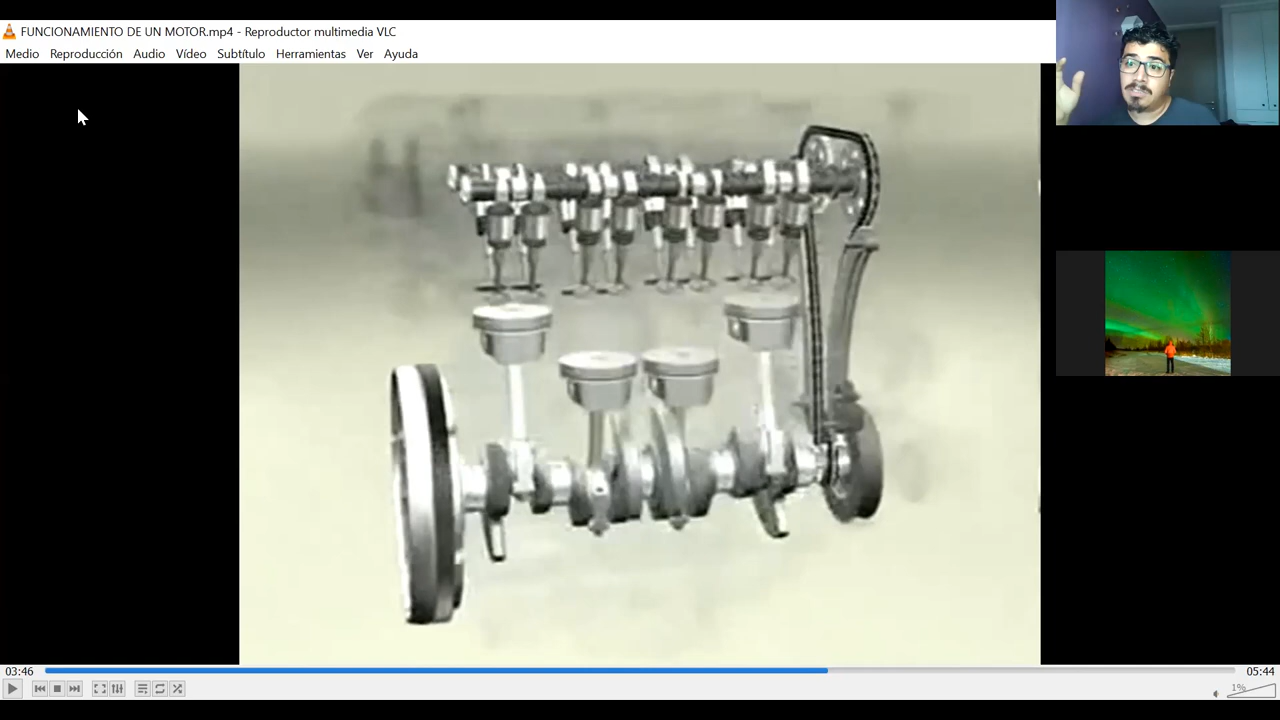 FUNCIONAMIENTO DE UN MOTOR.mp4 - Reproductor multimedia VLC
Medio Reproducción Audio Vídeo Subtítulo Herramientas Ver Ayuda
03:46
05:44
1%